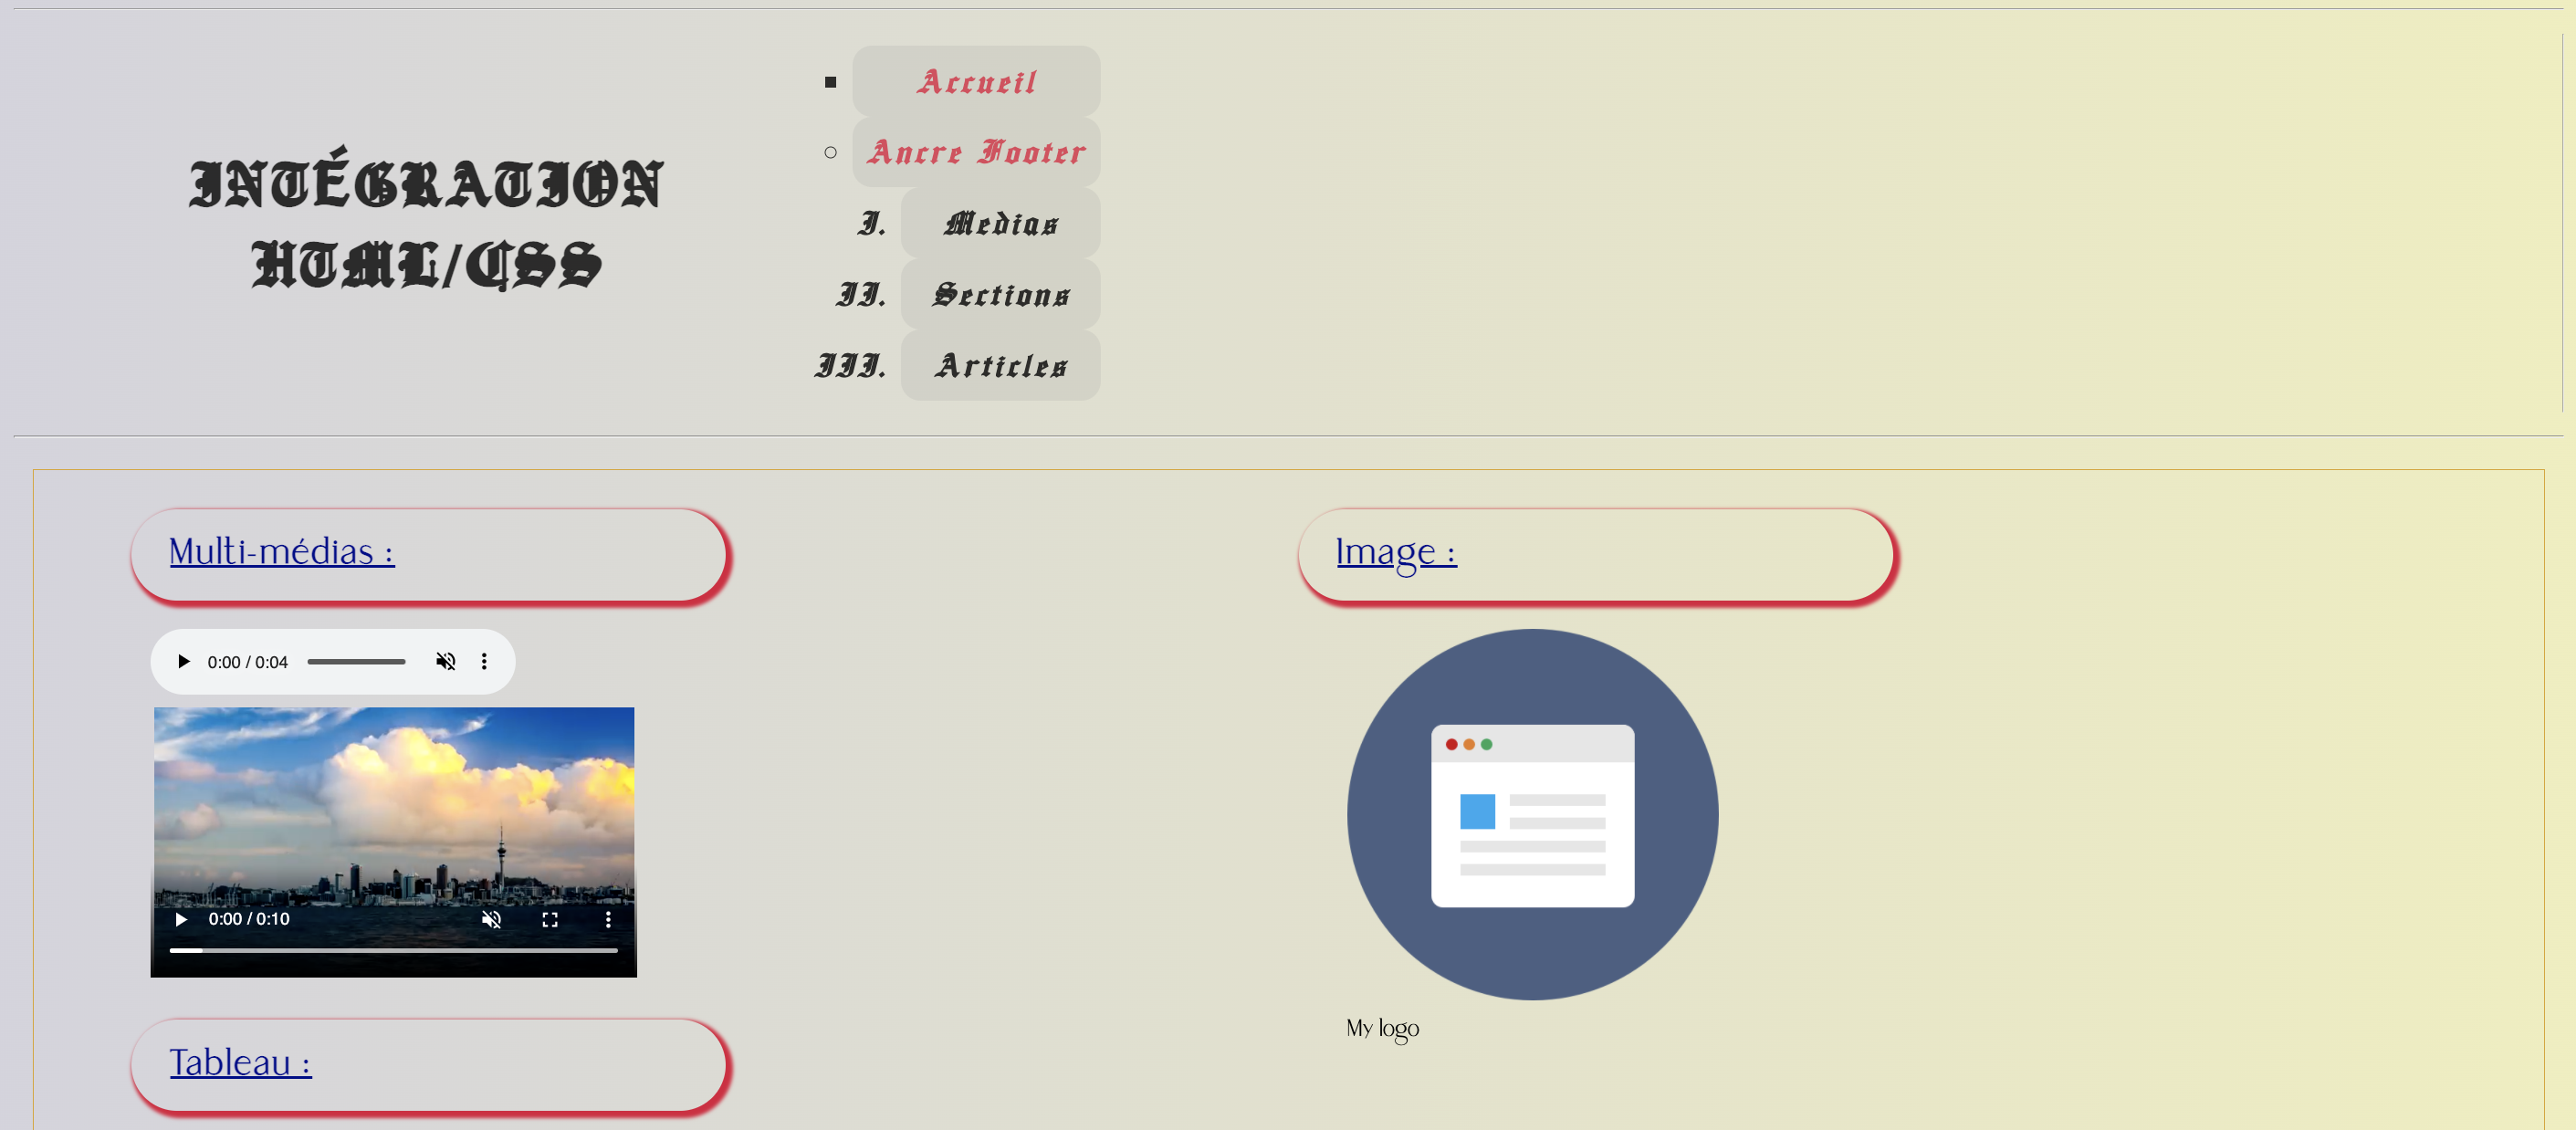 INTÉGRATION
HTML/CSS
Accueil
Ancre Footer
I. Medias
II. Sections
III. Articles
Multi-médias :
0:00 / 0:04
0:00 / 0:10
Tableau :
Image :
My logo